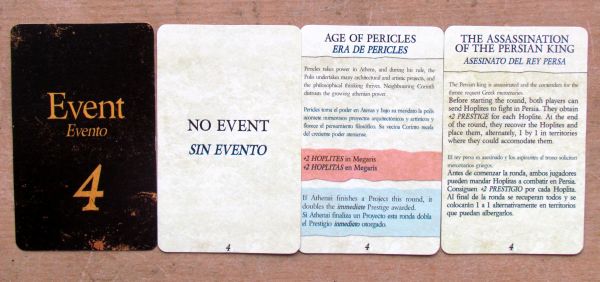 Event
Evento
4
NO EVENT
SIN EVENTO
4
AGE OF PERICLES
ERA DE PERICLES
Pericles takes power in Athens, and during his rule, the
Polis undertakes many architectural and artistic projects, and
the philosophical thinking thrives. Neighbouring Corinth
distrusts the growing athenian power.
Pericles toma el poder en Atenas y bajo su mandato la polis
acomete numerosos proyectos arquitectónicos y artísticos y
florece el pensamiento filosófico. Su vecina Corinto recela
del creciente poder ateniense.
+2 HOPLITES in Megaris
+2 HOPLITAS en Megaris
If Athenai finishes a Project this round, it
doubles the immediate Prestige awarded.
Si Athenai finaliza un Proyecto esta ronda dobla
el Prestigio inmediato otorgado.
4
THE ASSASSINATION
OF THE PERSIAN KING
ASESINATO DEL REY PERSA
The Persian king is assassinated and the contenders for the
throne request Greek mercenaries.
Before starting the round, both players can
send Hoplites to fight in Persia. They obtain
+2 PRESTIGE for each Hoplite. At the end
of the round, they recover the Hoplites and
place them, alternately, 1 by 1 in territories
where they could accomodate them.
El rey persa es asesinado y los aspirantes al trono solicitan
mercenarios griegos.
Antes de comenzar la ronda, ambos jugadores
pueden mandar Hoplitas a combatir en Persia.
Consiguen +2 PRESTIGIO por cada Hoplita.
Al final de la ronda se recuperan todos y se
colocarán 1 a 1 alternativamente en territorios
que puedan albergarlos.
4